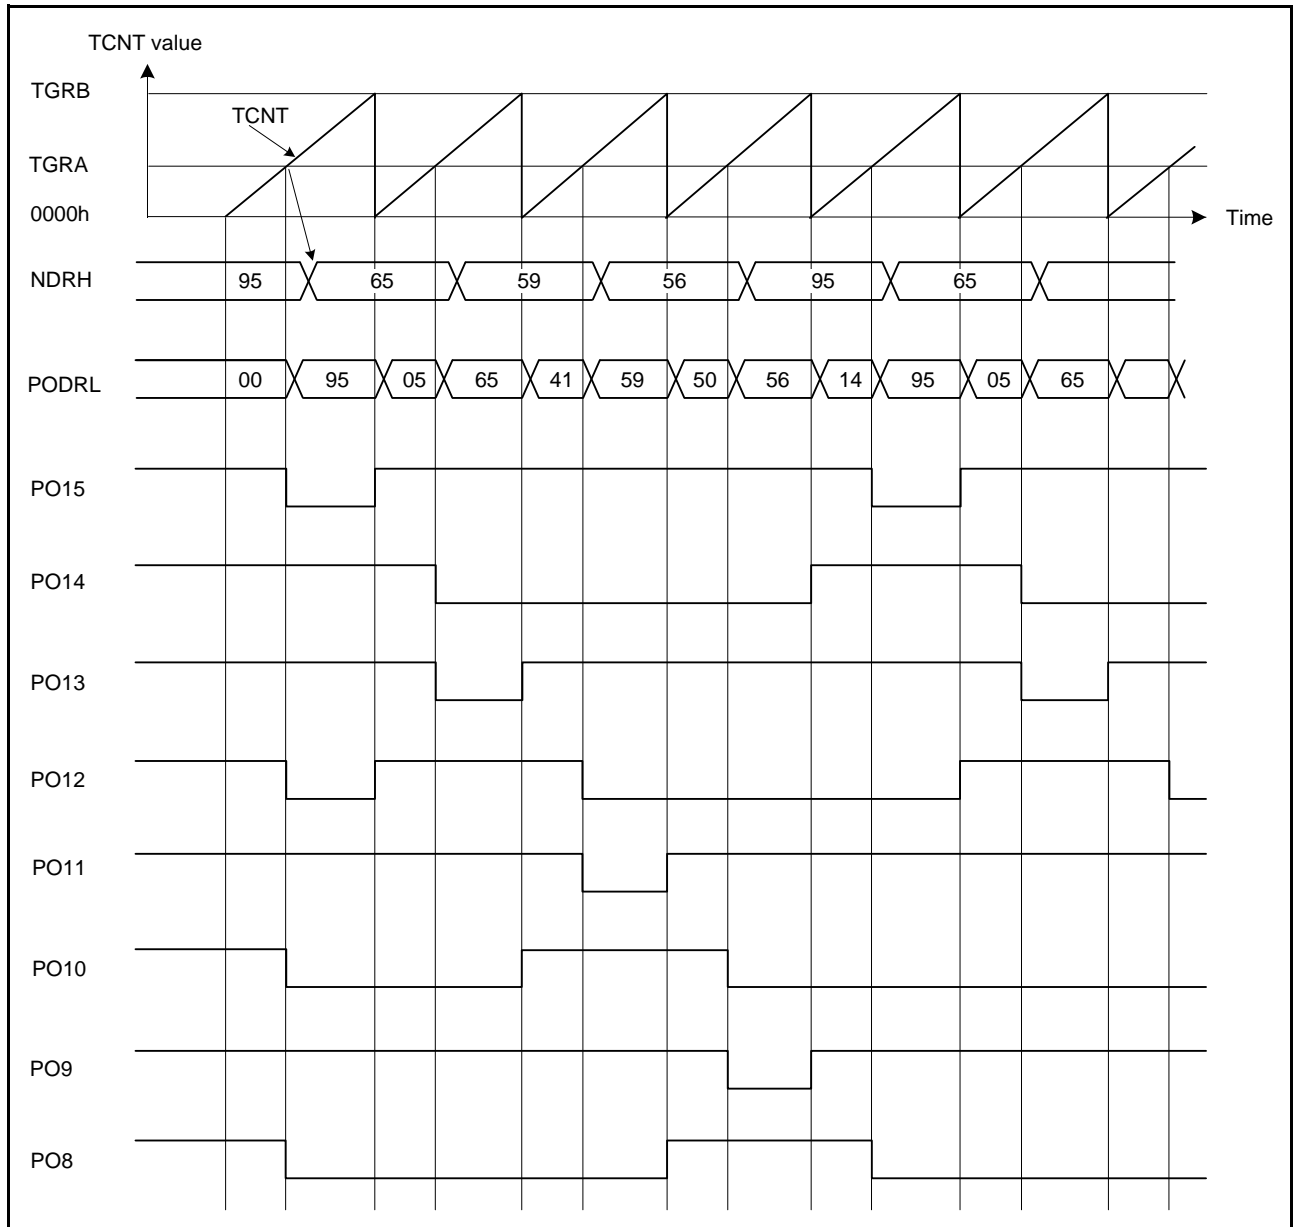 TCNT value
TGRB
TCNT
TGRA
0000h
Time
NDRH 95 65 59 56 95 65
PODRL 00 95 05 65 41 59 50 56 14 95 05 65
PO15
PO14
PO13
PO12
PO11
PO10
PO9
PO8